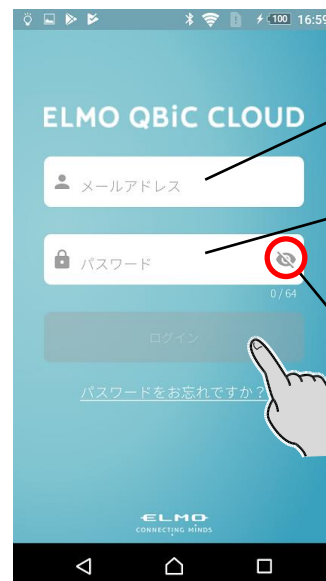 100 16:59
ELMO QBiC CLOUD
メールアドレス
パスワード
0 / 64
ログイン
パスワードをお忘れですか？
ELMO
CONNECTING MINDS